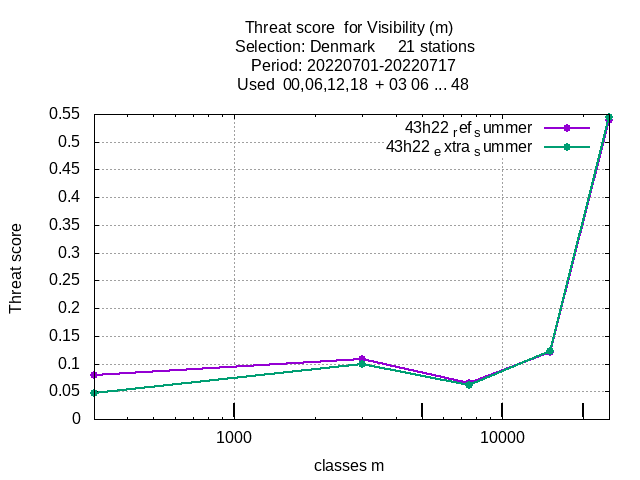 Threat score  for Visibility (m)
Selection: Denmark     21 stations
Period: 20220701-20220717
Used  00,06,12,18  + 03 06 ... 48
43h22 ref summer
43h22 extra summer
0.55
0.5
0.45
0.4
0.35
0.3
0.25
0.2
0.15
0.1
0.05
0
Threat score
1000
10000
classes m